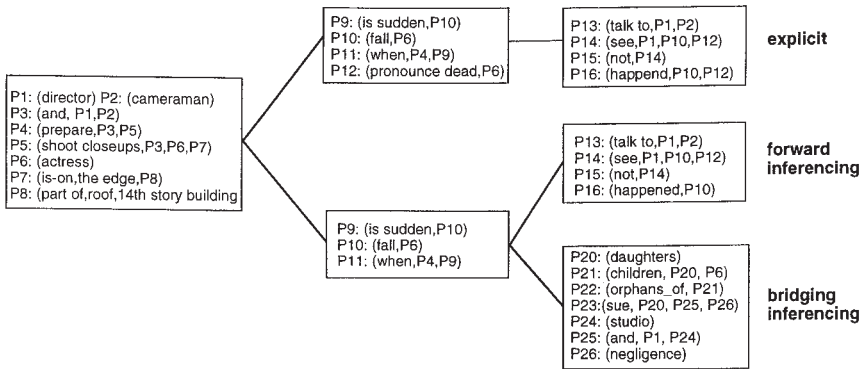 P1: (director) P2: (cameraman)
P3: (and, P1,P2)
P4: (prepare,P3,P5)
P5: (shoot closeups,P3,P6,P7)
P6: (actress)
P7: (is-on,the edge,P8)
P8: (part of,roof,14th story building
P9: (is sudden,P10)
P10: (fall,P6)
P11: (when,P4,P9)
P12: (pronounce dead,P6)
P13: (talk to,P1,P2)
P14: (see,P1,P10,P12)
P15: (not,P14)
P16: (happend,P10,P12)
explicit
P9: (is sudden,P10)
P10: (fall,P6)
P11: (when,P4,P9)
P13: (talk to,P1,P2)
P14: (see,P1,P10,P12)
P15: (not,P14)
P16: (happened,P10)
forward
inferencing
P20: (daughters)
P21: (children, P20, P6)
P22: (orphans_of, P21)
P23:(sue, P20, P25, P26)
P24: (studio)
P25: (and, P1, P24)
P26: (negligence)
bridging
inferencing